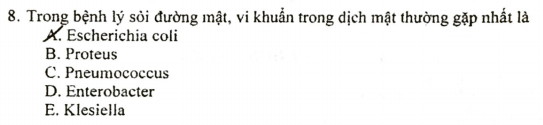 8. Trong bệnh lý sỏi đường mật, vi khuẩn trong dịch mật thường gặp nhất là
A. Escherichia coli
B. Proteus
C. Pneumococcus
D. Enterobacter
E. Klesiella